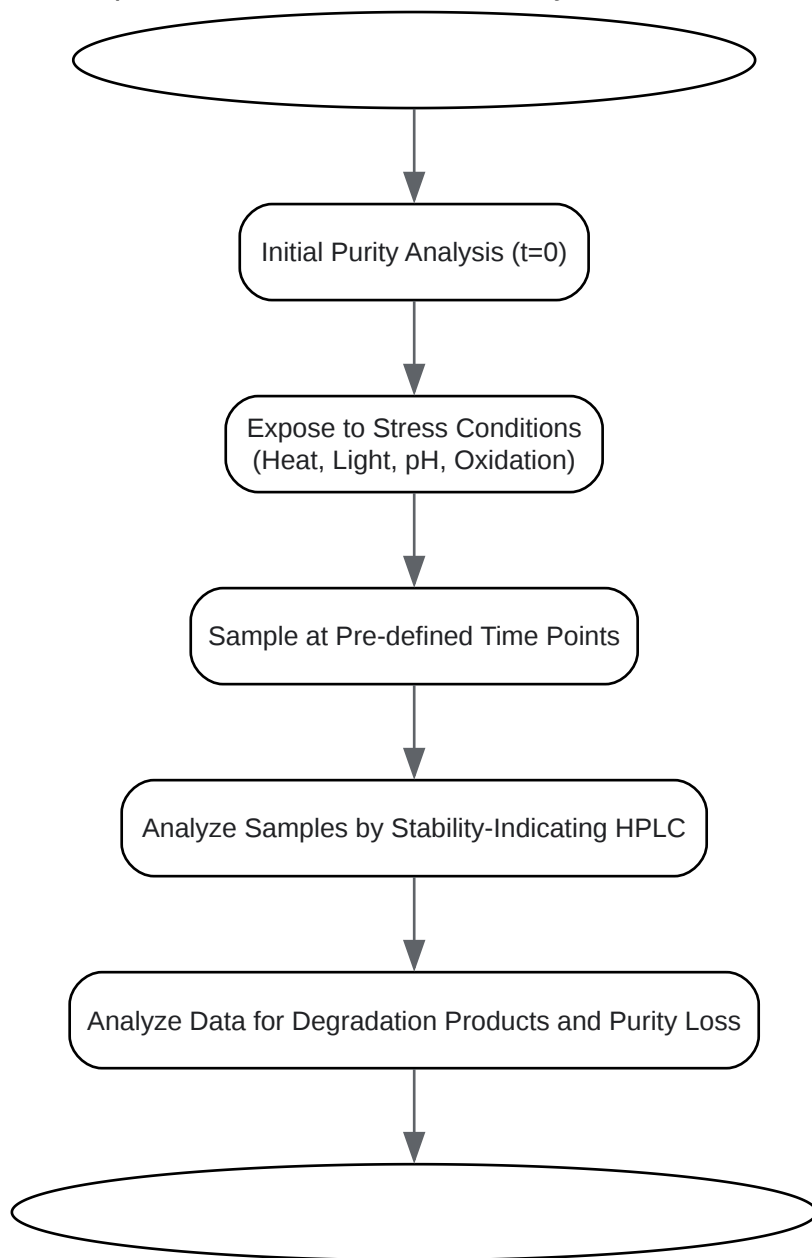 Initial Purity Analysis (t=0)
Expose to Stress Conditions
(Heat, Light, pH, Oxidation)
Sample at Pre-defined Time Points
Analyze Samples by Stability-Indicating HPLC
Analyze Data for Degradation Products and Purity Loss